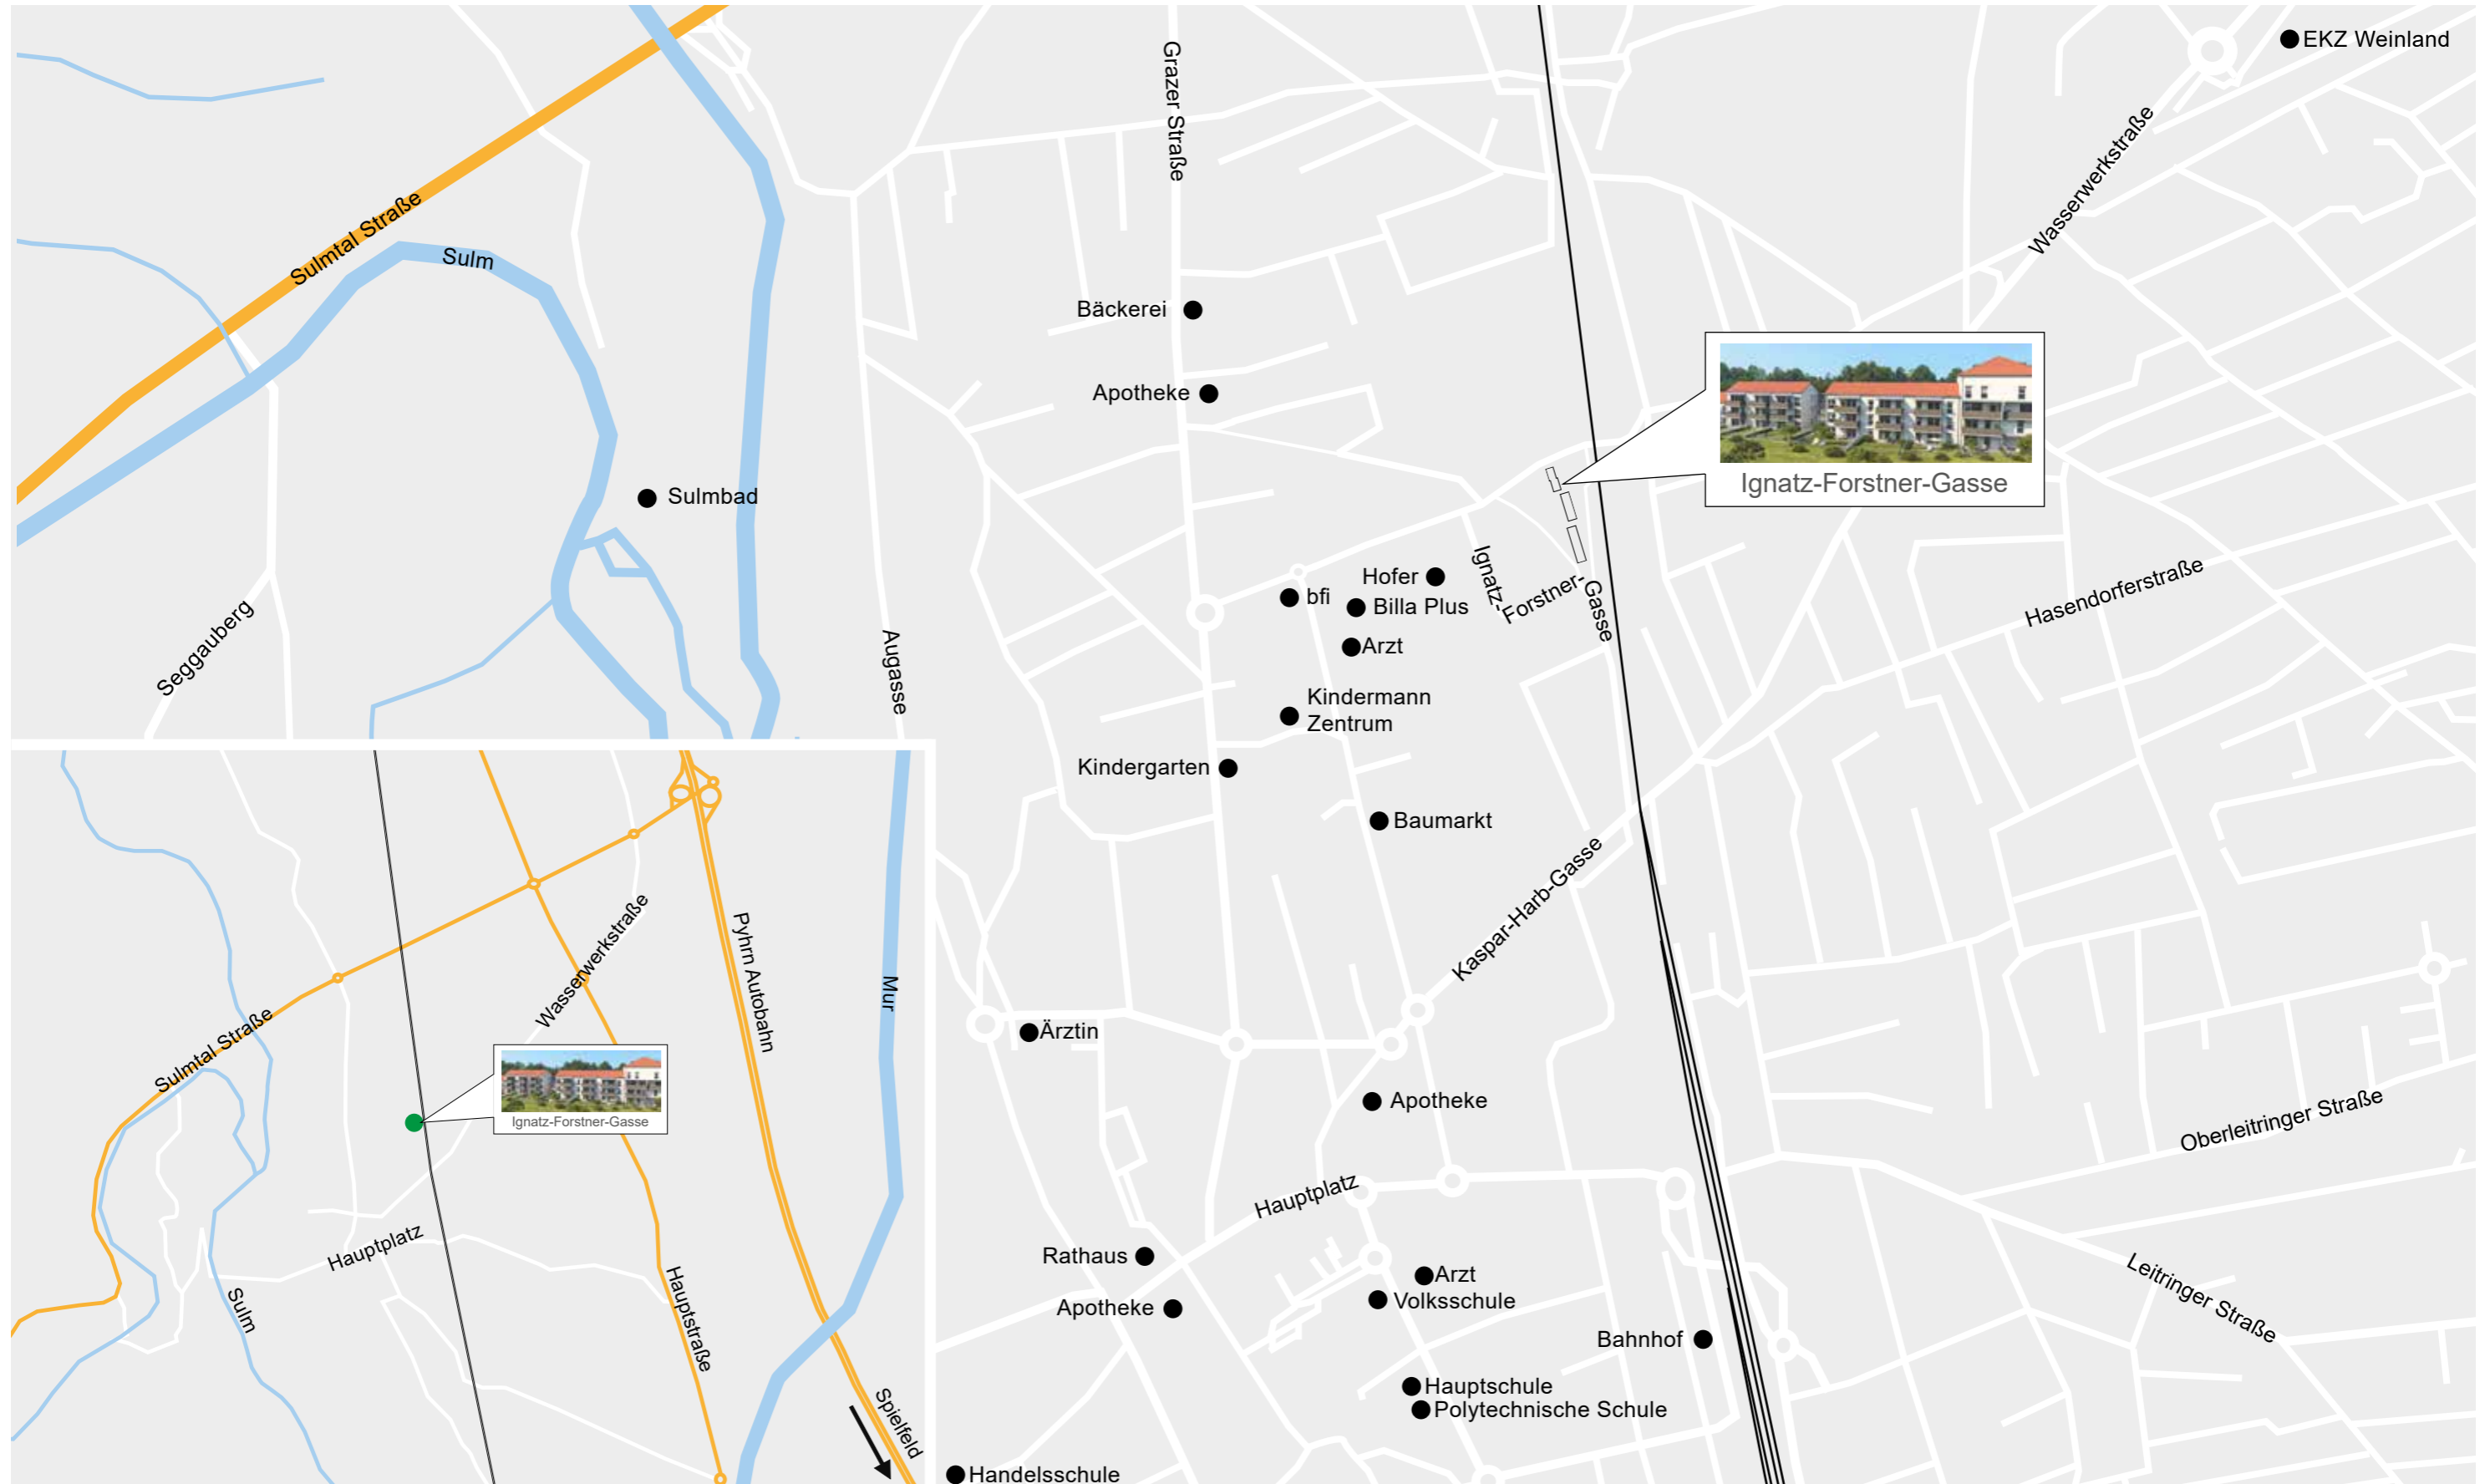 EKZ Weinland
Grazer Straße
Wasserwerkstraße
Sulmtal Straße
Sulm
Bäckerei
Apotheke
Ignatz-Forstner-Gasse
Sulmbad
Ignatz-
Forstner-
Gasse
Hofer
bfi
Billa Plus
Arzt
Hasendorferstraße
Seggauberg
Augasse
Kindermann
Zentrum
Kindergarten
Baumarkt
Kaspar-Harb-Gasse
Ärztin
Apotheke
Oberleitringer Straße
Hauptplatz
Rathaus
Arzt
Apotheke
Volksschule
Leitringer Straße
Bahnhof
Hauptschule
Polytechnische Schule
Handelsschule
Wasserwerkstraße
Pyhrn Autobahn
Mur
Sulmtal Straße
Ignatz-Forstner-Gasse
Hauptplatz
Sulm
Hauptstraße
Spielfeld